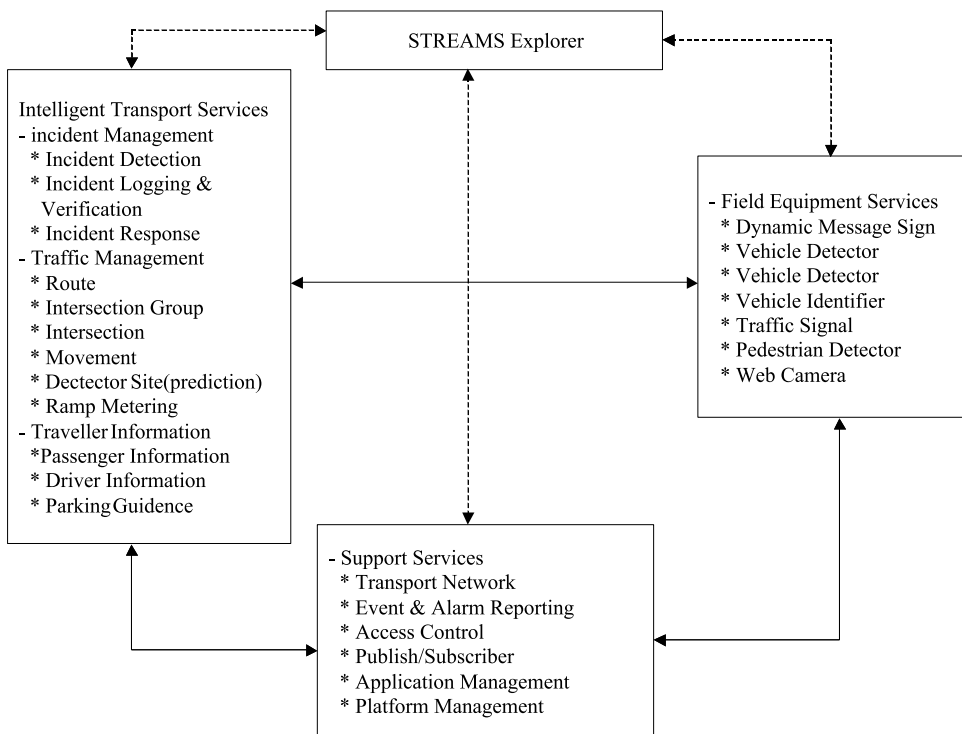 STREAMS Explorer
Intelligent Transport Services
- incident Management
* Incident Detection
* Incident Logging &
Verification
* Incident Response
- Traffic Management
* Route
* Intersection Group
* Intersection
* Movement
* Dectector Site(prediction)
* Ramp Metering
- Traveller Information
*Passenger Information
* Driver Information
* Parking Guidence
- Field Equipment Services
* Dynamic Message Sign
* Vehicle Detector
* Vehicle Detector
* Vehicle Identifier
* Traffic Signal
* Pedestrian Detector
* Web Camera
- Support Services
* Transport Network
* Event & Alarm Reporting
* Access Control
* Publish/Subscriber
* Application Management
* Platform Management